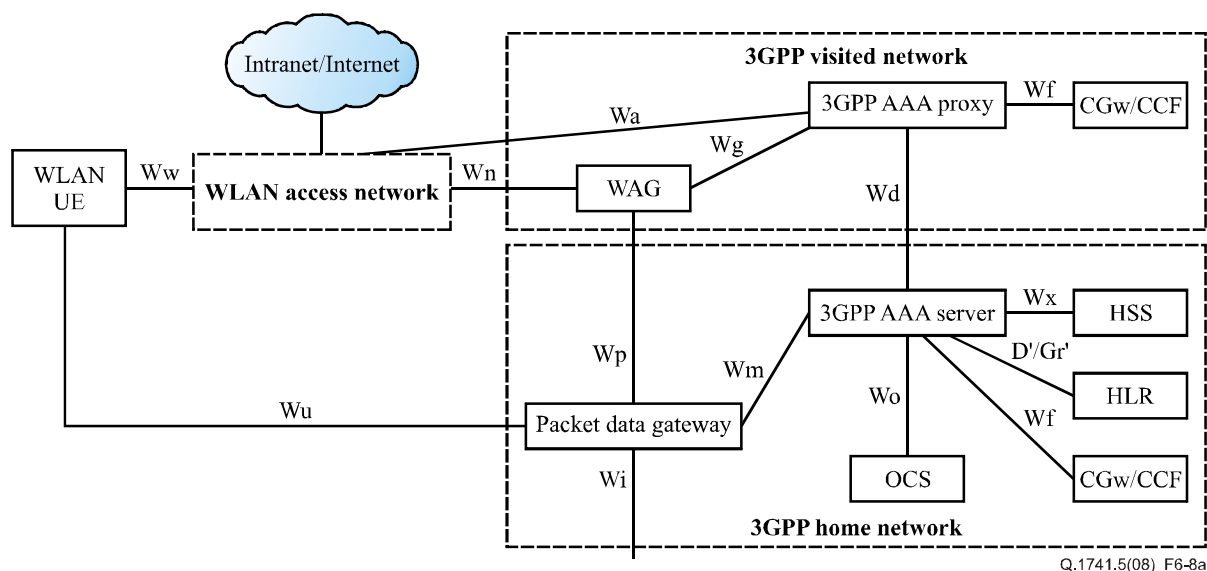 Intranet/Internet
3GPP visited network
3GPP AAA proxy
Wf
CGw/CCF
Wa
Wg
WLAN
UE
Ww
WLAN access network
Wn
WAG
Wd
3GPP AAA server
Wx
HSS
D'/Gr'
HLR
Wp
Wm
Wo
Wf
Wu
Packet data gateway
Wi
OCS
CGw/CCF
3GPP home network
Q.1741.5(08)_F6-8a